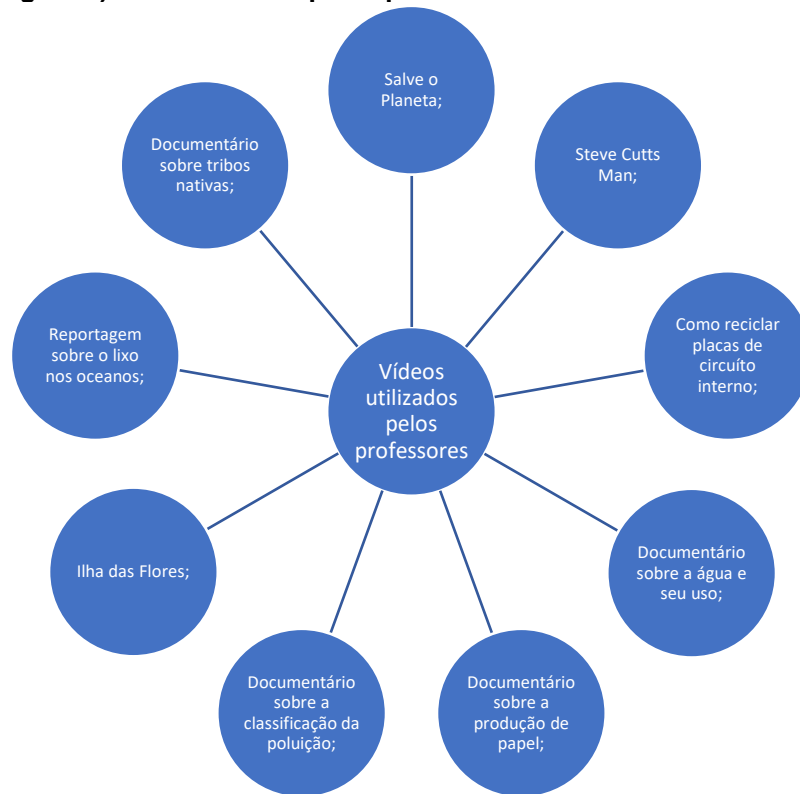 Salve o
Planeta;
Steve Cutts
Man;
Como reciclar
placas de
circuíto
interno;
Documentário
sobre a água e
seu uso;
Documentário
sobre a
produção de
papel;
Documentário
sobre a
classificação da
poluição;
Ilha das Flores;
Reportagem
sobre o lixo
nos oceanos;
Documentário
sobre tribos
nativas;
Vídeos
utilizados
pelos
professores